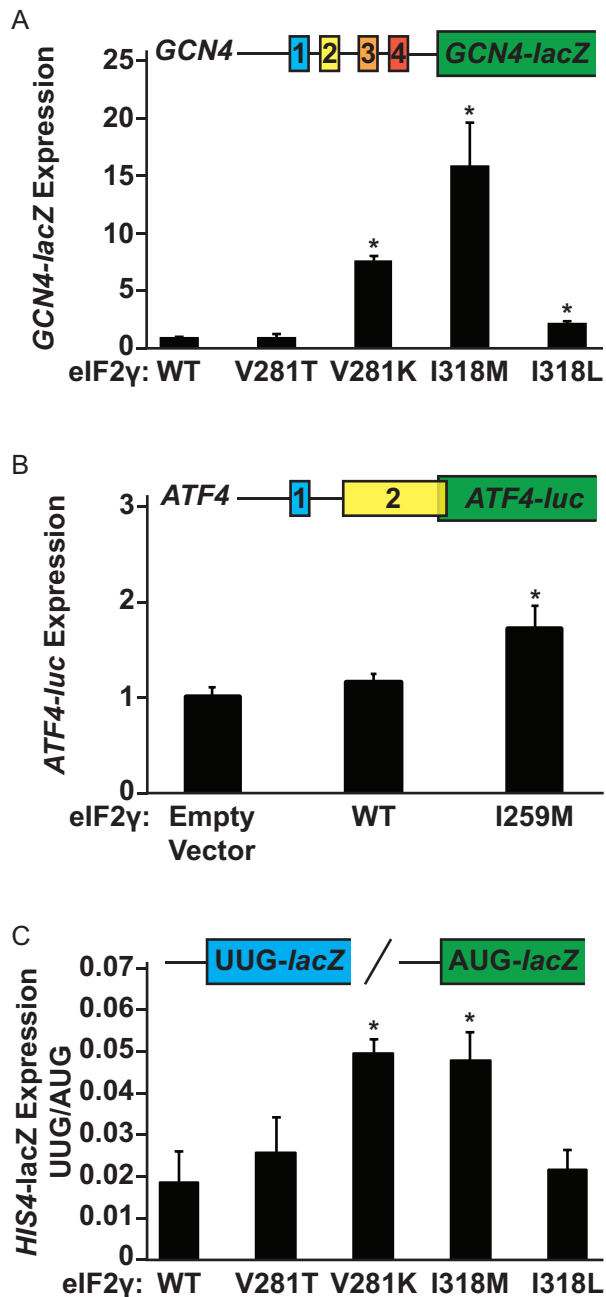 A
GCN4 1 2 3 4 GCN4-lacZ
GCN4-lacZ Expression
25
20
15
10
5
0
* * *
eIF2γ: WT V281T V281K I318M I318L
B
ATF4 1 2 ATF4-luc
ATF4-luc Expression
3
2
1
0
*
eIF2γ: Empty Vector WT I259M
C
UUG-lacZ / AUG-lacZ
HIS4-lacZ Expression
UUG/AUG
0.07
0.06
0.05
0.04
0.03
0.02
0.01
0
* *
eIF2γ: WT V281T V281K I318M I318L